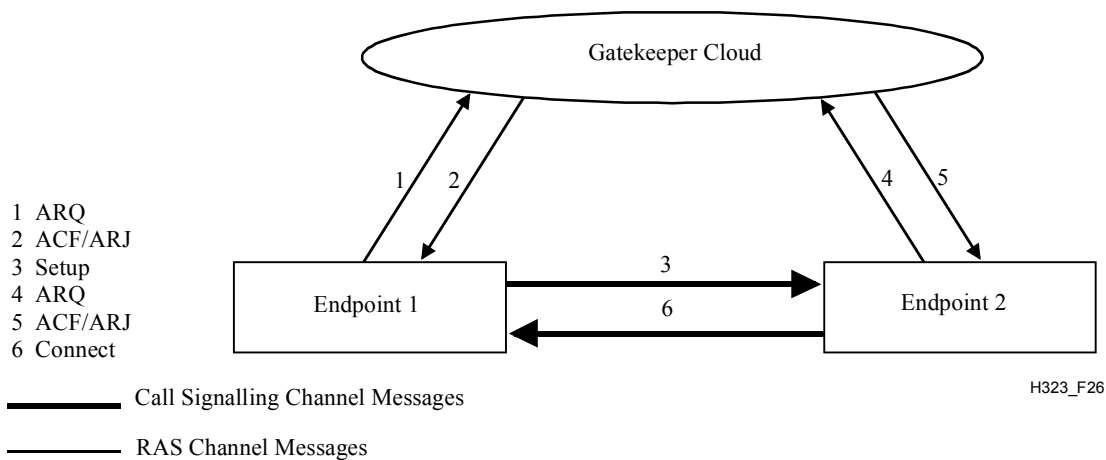 Gatekeeper Cloud
1
2
4
5
1 ARQ
2 ACF/ARJ
3 Setup
4 ARQ
5 ACF/ARJ
6 Connect
Endpoint 1
3
6
Endpoint 2
H323_F26
Call Signalling Channel Messages
RAS Channel Messages